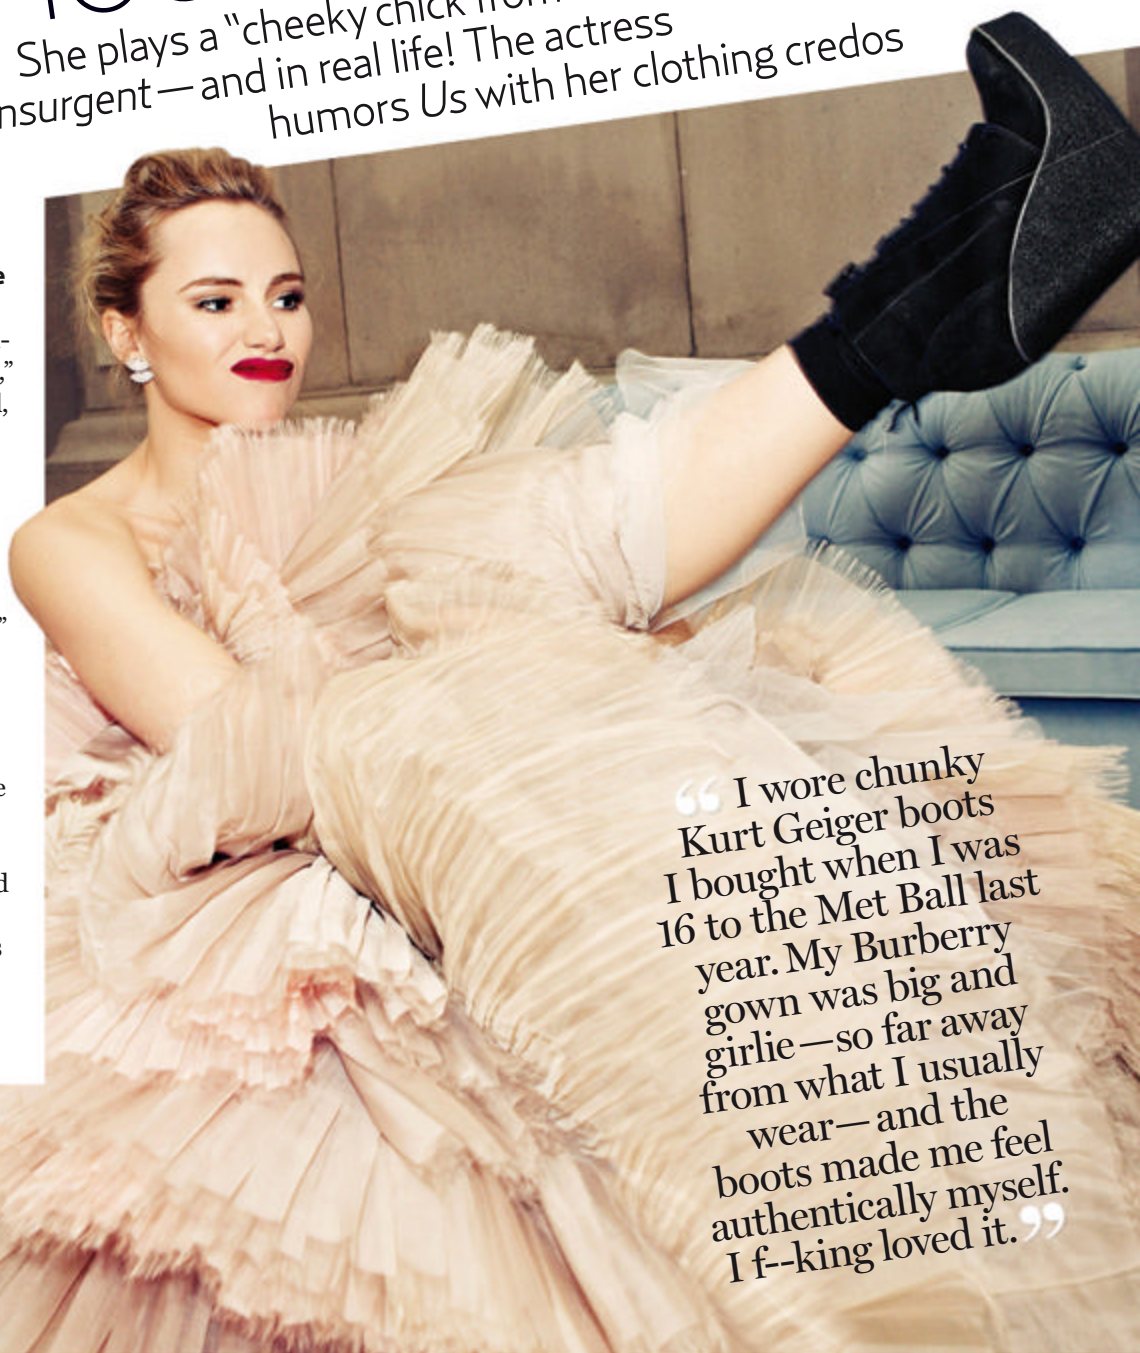 She plays a "cheeky chick
nsurgent—and in real life! The actress
humors Us with her clothing credos
e
-
,”
l,
”
e
d
s
“ I wore chunky
Kurt Geiger boots
I bought when I was
16 to the Met Ball last
year. My Burberry
gown was big and
girlie—so far away
from what I usually
wear—and the
boots made me feel
authentically myself.
I f--king loved it.”